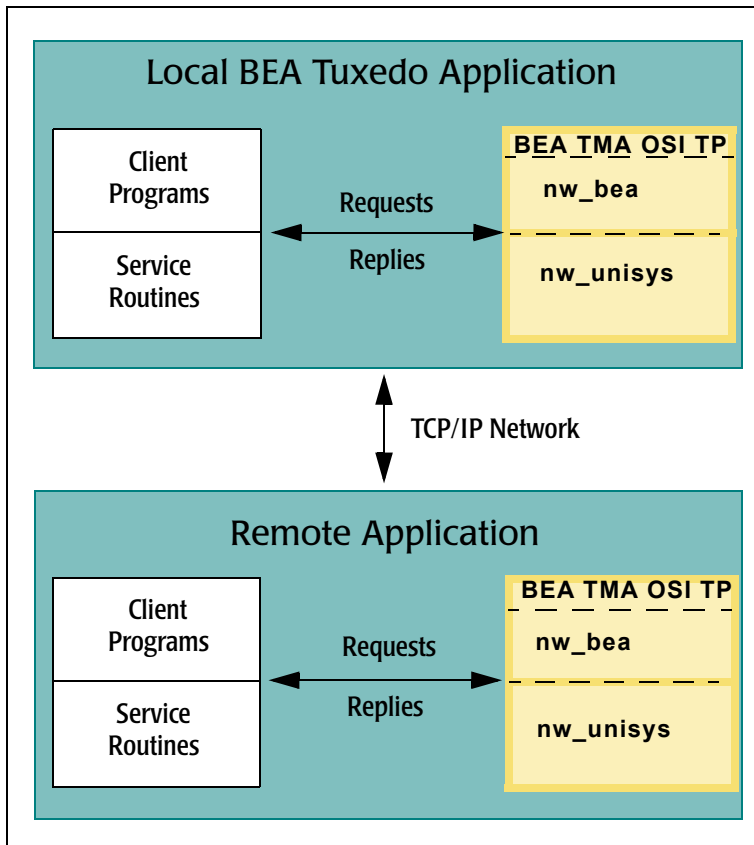 Local BEA Tuxedo Application
Client
Programs
Service
Routines
Requests
Replies
BEA TMA OSI TP
nw_bea
nw_unisys
TCP/IP Network
Remote Application
Client
Programs
Service
Routines
Requests
Replies
BEA TMA OSI TP
nw_bea
nw_unisys